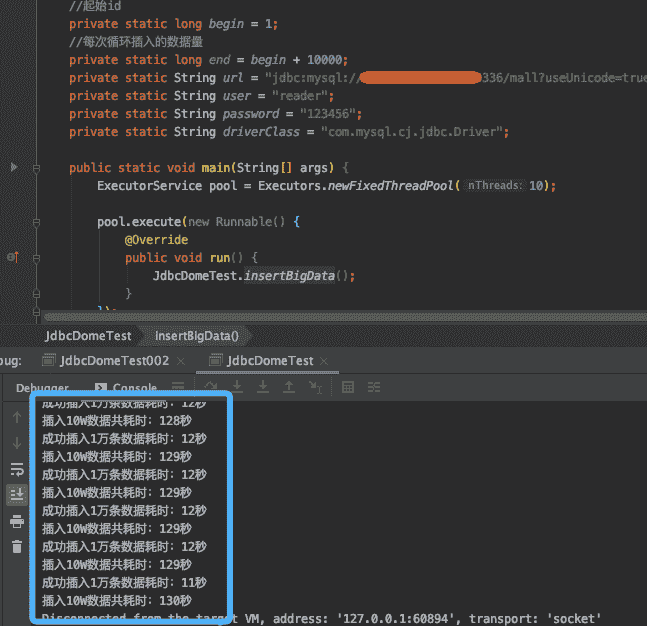 //起始id
private static long begin = 1;
//每次循环插入的数据量
private static long end = begin + 10000;
private static String url = "jdbc:mysql:// 336/mall?useUnicode=true
private static String user = "reader";
private static String password = "123456";
private static String driverClass = "com.mysql.cj.jdbc.Driver";
public static void main(String[] args) {
ExecutorService pool = Executors.newFixedThreadPool( nThreads: 10);
pool.execute(new Runnable() {
@Override
public void run() {
JdbcDomeTest.insertBigData();
}
});
JdbcDomeTest insertBigData()
bug: JdbcDomeTest002 × JdbcDomeTest ×
Debugger Console
成功插入1万条数据耗时: 12秒
插入10W数据共耗时: 128秒
成功插入1万条数据耗时: 12秒
插入10W数据共耗时: 129秒
成功插入1万条数据耗时: 12秒
插入10W数据共耗时: 129秒
成功插入1万条数据耗时: 12秒
插入10W数据共耗时: 129秒
成功插入1万条数据耗时: 12秒
插入10W数据共耗时: 129秒
成功插入1万条数据耗时: 11秒
插入10W数据共耗时: 130秒
Disconnected from the target VM, address: '127.0.0.1:60894', transport: 'socket'